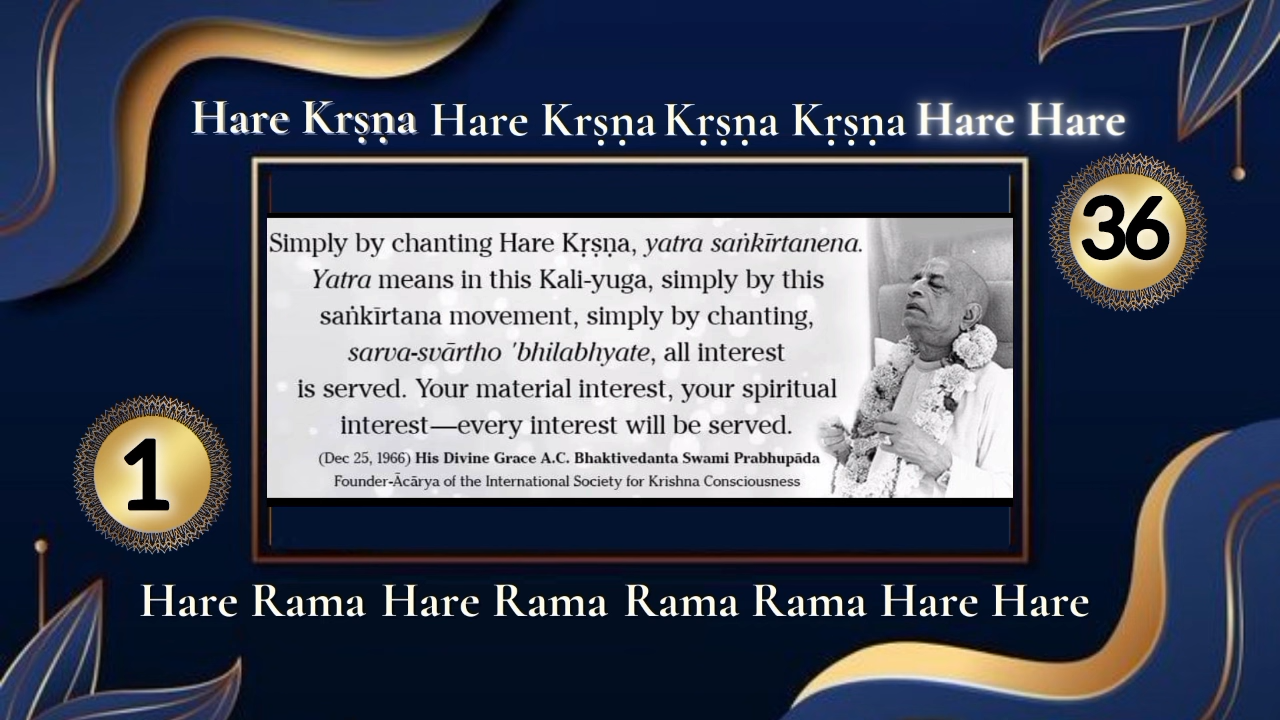 Hare Krṣṇa Hare Krṣṇa Kṛṣṇa Kṛṣṇa Hare Hare
36
Simply by chanting Hare Kṛṣṇa, yatra saṅkīrtanena.
Yatra means in this Kali-yuga, simply by this
saṅkīrtana movement, simply by chanting,
sarva-svārtho 'bhilabhyate, all interest
is served. Your material interest, your spiritual
interest—every interest will be served.
(Dec 25, 1966) His Divine Grace A.C. Bhaktivedanta Swami Prabhupāda
Founder-Ācārya of the International Society for Krishna Consciousness
1
Hare Rama Hare Rama Rama Rama Hare Hare